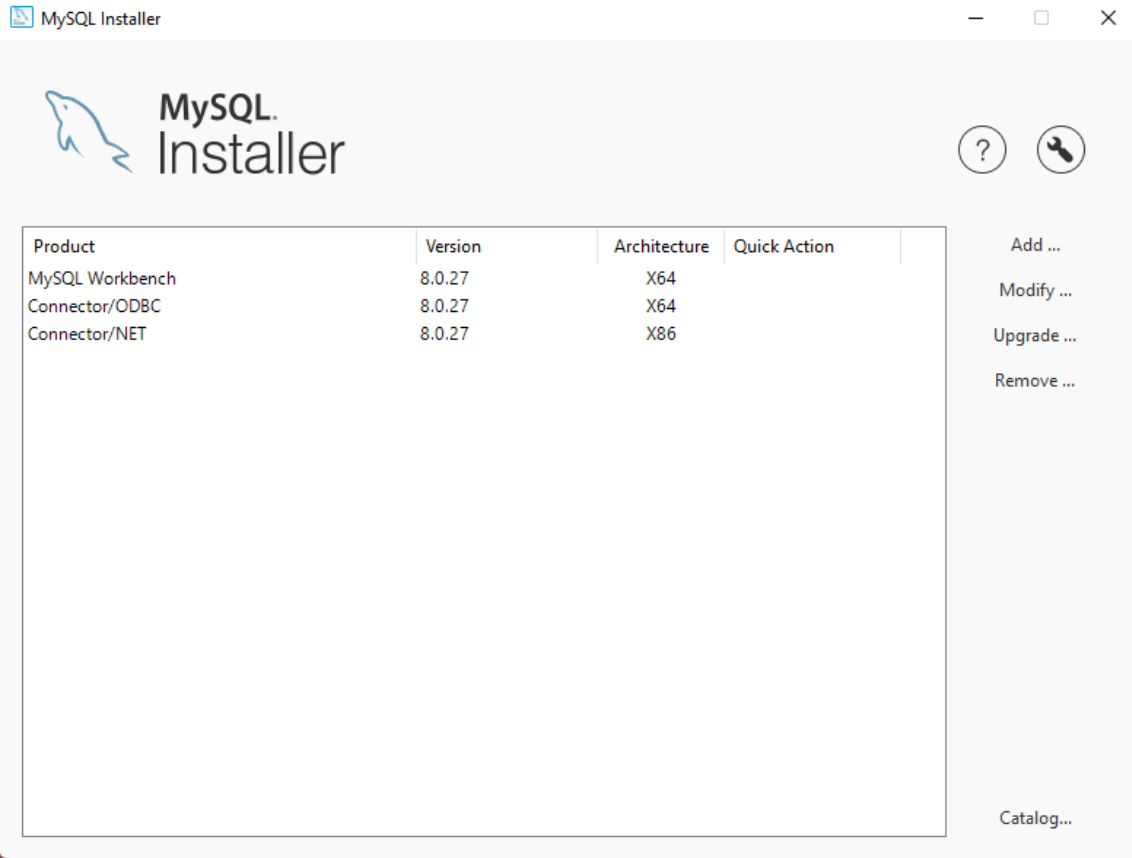 MySQL Installer
MySQL.
Installer
?
Product Version Architecture Quick Action
MySQL Workbench 8.0.27 X64
Connector/ODBC 8.0.27 X64
Connector/NET 8.0.27 X86
Add ...
Modify ...
Upgrade ...
Remove ...
Catalog...